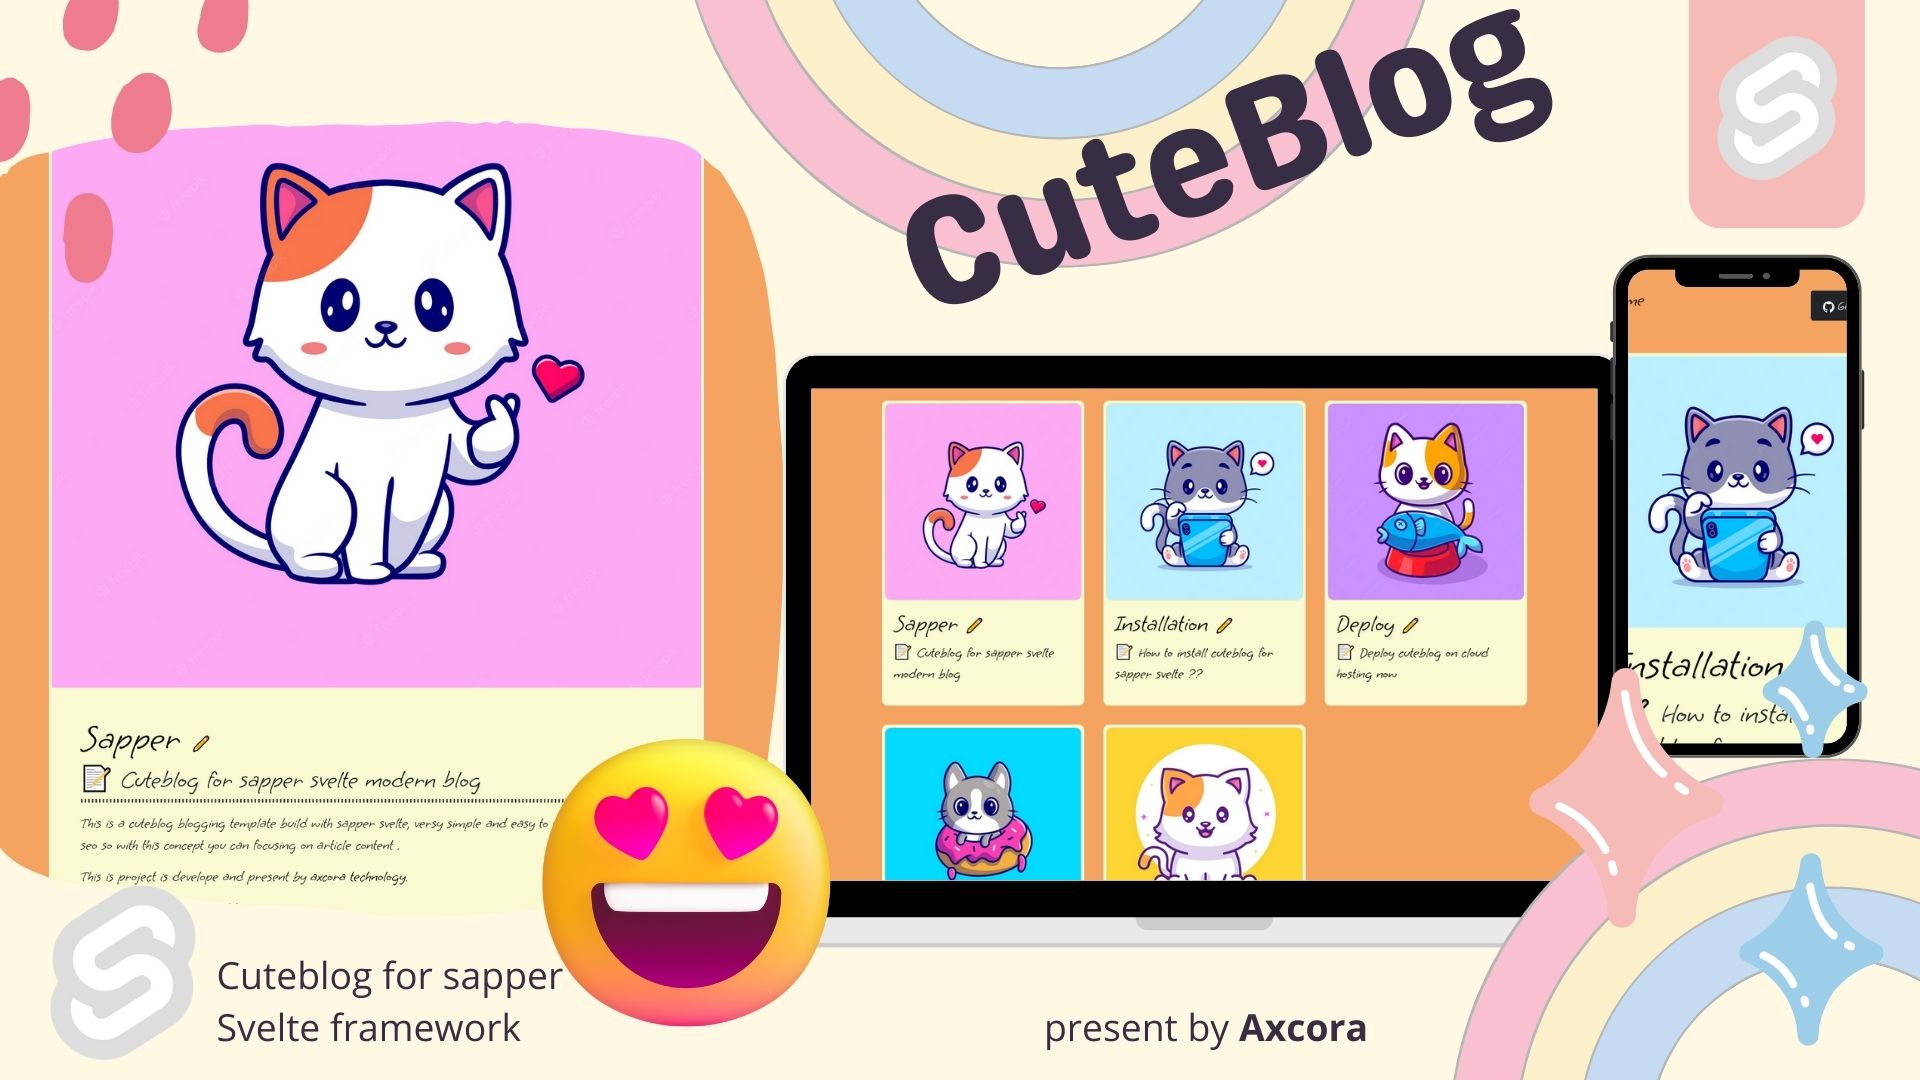 CuteBlog
Sapper ✏️
📝 Cuteblog for sapper svelte modern blog
This is a cuteblog blogging template build with sapper svelte, versy simple and easy to
seo so with this concept you can focusing on article content .
This is project is develope and present by axcora technology.
Sapper ✏️
📝 Cuteblog for sapper svelte
modern blog
Installation ✏️
📝 How to install cuteblog for
sapper svelte ??
Deploy ✏️
📝 Deploy cuteblog on cloud
hosting now
me
Installation
How to instal
Cuteblog for sapper
Svelte framework
present by Axcora